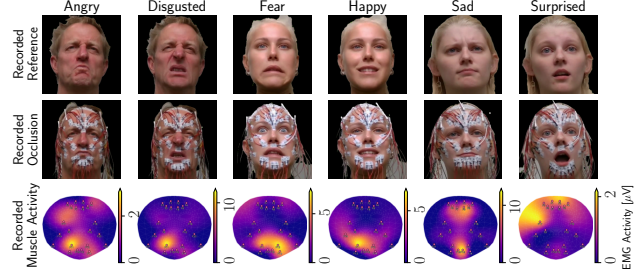 Angry Disgusted Fear Happy Sad Surprised
Recorded
Reference
Recorded
Occlusion
Recorded
Muscle Activity
0 2
0 10
0 5
0 5
0 10
0 2
EMG Activity [μV]